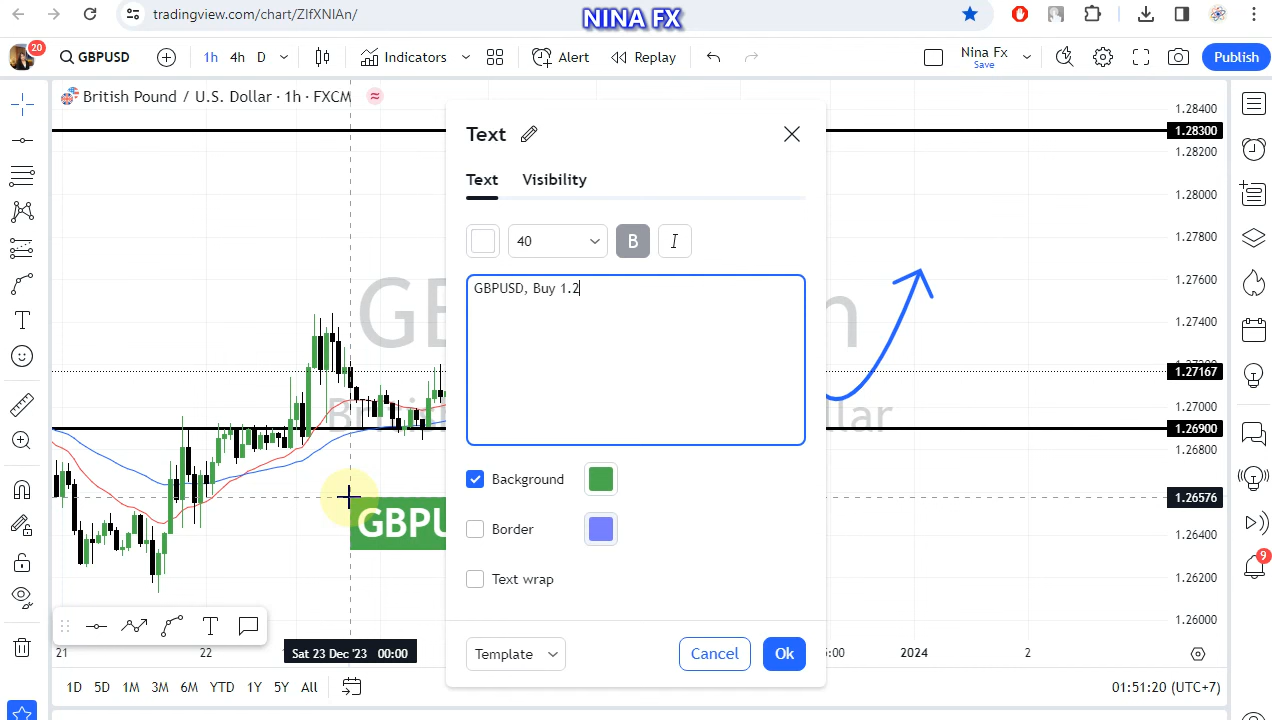 tradingview.com/chart/ZIfXNIAn/
NINA FX
20
GBPUSD
1h
4h
D
Indicators
Alert
Replay
Nina Fx
Save
Publish
British Pound / U.S. Dollar · 1h · FXCM
1.28400
1.28300
1.28200
1.28000
1.27800
1.27600
1.27400
1.27167
1.27000
1.26900
1.26800
1.26576
1.26400
1.26200
1.26000
Text
Text
Visibility
40
B
I
GBPUSD, Buy 1.2
Background
Border
Text wrap
Template
Cancel
Ok
GBPU
T
9
21
22
Sat 23 Dec '23 00:00
2024
2
1D 5D 1M 3M 6M YTD 1Y 5Y All
01:51:20 (UTC+7)